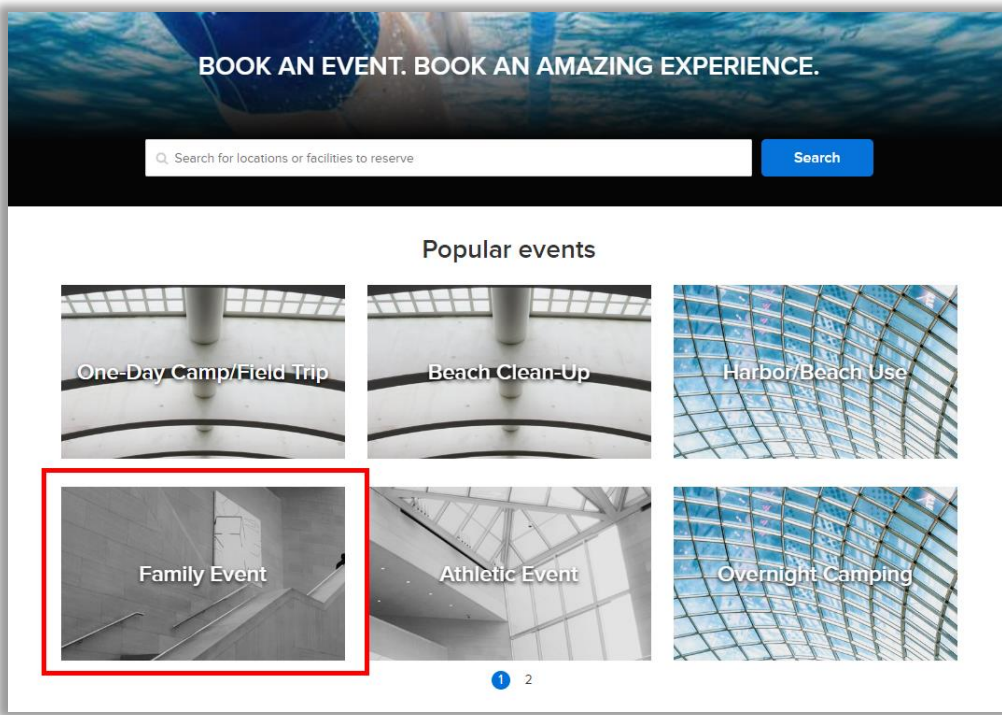 BOOK AN EVENT. BOOK AN AMAZING EXPERIENCE.
Search for locations or facilities to reserve
Search
Popular events
One-Day Camp/Field Trip
Beach Clean-Up
Harbor/Beach Use
Family Event
Athletic Event
Overnight Camping
1 2